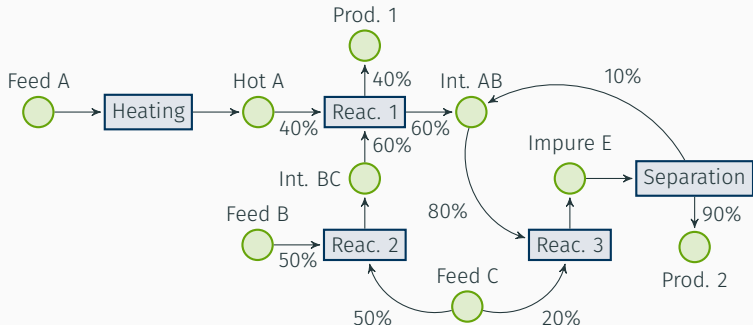 Prod. 1
Feed A
Hot A
40%
Int. AB
10%
Heating
Reac. 1
40%
60%
60%
Impure E
Int. BC
Separation
Feed B
80%
90%
50%
Reac. 2
Reac. 3
Feed C
Prod. 2
50%
20%